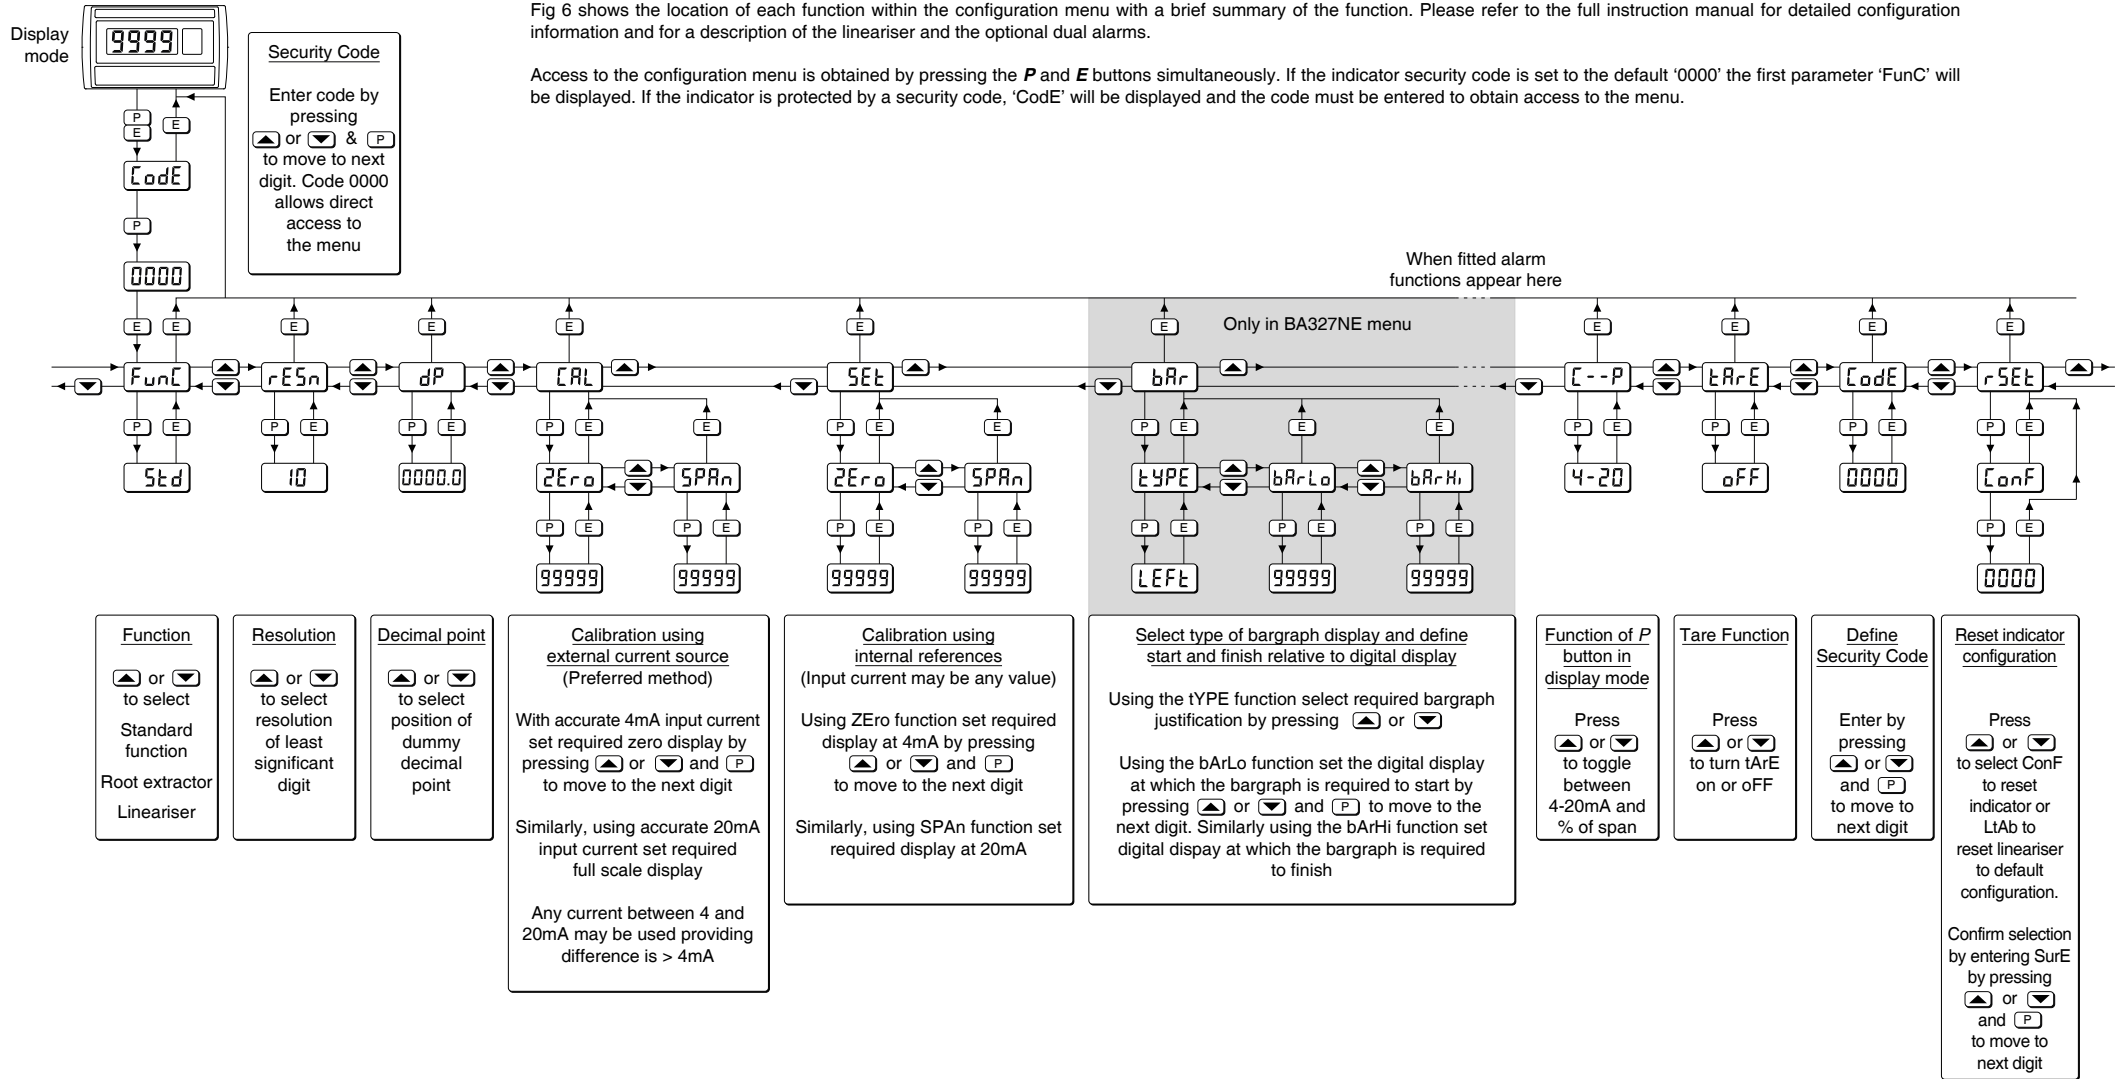 Fig 6 shows the location of each function within the configuration menu with a brief summary of the function. Please refer to the full instruction manual for detailed configuration
information and for a description of the lineariser and the optional dual alarms.
Access to the configuration menu is obtained by pressing the P and E buttons simultaneously. If the indicator security code is set to the default ‘0000’ the first parameter ‘FunC’ will
be displayed. If the indicator is protected by a security code, ‘CodE’ will be displayed and the code must be entered to obtain access to the menu.
Display
mode
9999
Security Code
Enter code by
pressing
or & P
to move to next
digit. Code 0000
allows direct
access to
the menu
P
E
E
CodE
P
0000
When fitted alarm
functions appear here
E E E E E E E E E E E
Only in BA327NE menu
FunC rESn dP CAL SEt bAr C--P tArE CodE rSEt
P E P E P E P E E P E E P E E E P E P E P E P E
Std 10 0000.0 ZEro SPAn ZEro SPAn tYPE bArLo bArHi 4-20 oFF 0000 ConF
P E P E P E P E P E P E P E P E
99999 99999 99999 99999 LEFt 99999 99999 0000
Function
or
to select
Standard
function
Root extractor
Lineariser
Resolution
or
to select
resolution
of least
significant
digit
Decimal point
or
to select
position of
dummy
decimal
point
Calibration using
external current source
(Preferred method)
With accurate 4mA input current
set required zero display by
pressing or and P
to move to the next digit
Similarly, using accurate 20mA
input current set required
full scale display
Any current between 4 and
20mA may be used providing
difference is > 4mA
Calibration using
internal references
(Input current may be any value)
Using ZEro function set required
display at 4mA by pressing
or and P
to move to the next digit
Similarly, using SPAn function set
required display at 20mA
Select type of bargraph display and define
start and finish relative to digital display
Using the tYPE function select required bargraph
justification by pressing or
Using the bArLo function set the digital display
at which the bargraph is required to start by
pressing or and P to move to the
next digit. Similarly using the bArHi function set
digital dispay at which the bargraph is required
to finish
Function of P
button in
display mode
Press
or
to toggle
between
4-20mA and
% of span
Tare Function
Press
or
to turn tArE
on or oFF
Define
Security Code
Enter by
pressing
or
and P
to move to
next digit
Reset indicator
configuration
Press
or
to select ConF
to reset
indicator or
LtAb to
reset lineariser
to default
configuration.
Confirm selection
by entering SurE
by pressing
or
and P
to move to
next digit